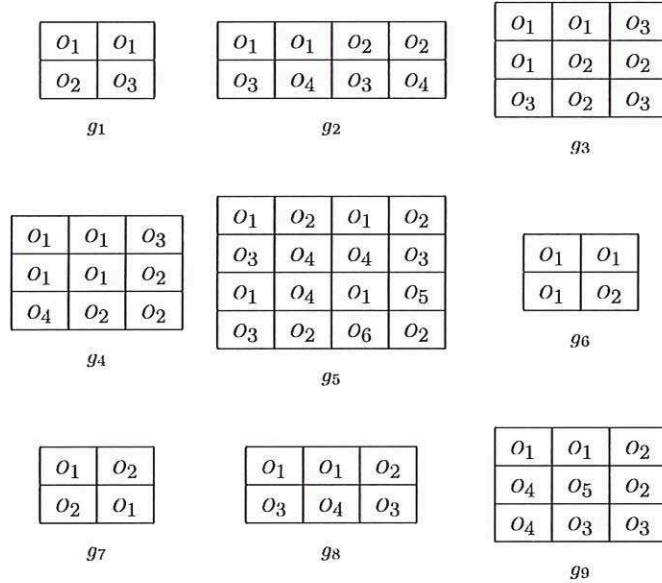 o₁ o₁
o₂ o₃
g₁
o₁ o₁ o₂ o₂
o₃ o₄ o₃ o₄
g₂
o₁ o₁ o₃
o₁ o₂ o₂
o₃ o₂ o₃
g₃
o₁ o₁ o₃
o₁ o₁ o₂
o₄ o₂ o₂
g₄
o₁ o₂ o₁ o₂
o₃ o₄ o₄ o₃
o₁ o₄ o₁ o₅
o₃ o₂ o₆ o₂
g₅
o₁ o₁
o₁ o₂
g₆
o₁ o₂
o₂ o₁
g₇
o₁ o₁ o₂
o₃ o₄ o₃
g₈
o₁ o₁ o₂
o₄ o₅ o₂
o₄ o₃ o₃
g₉